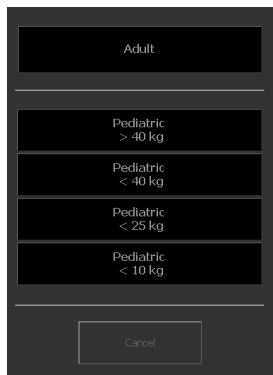 Adult
Pediatric
> 40 kg
Pediatric
< 40 kg
Pediatric
< 25 kg
Pediatric
< 10 kg
Cancel